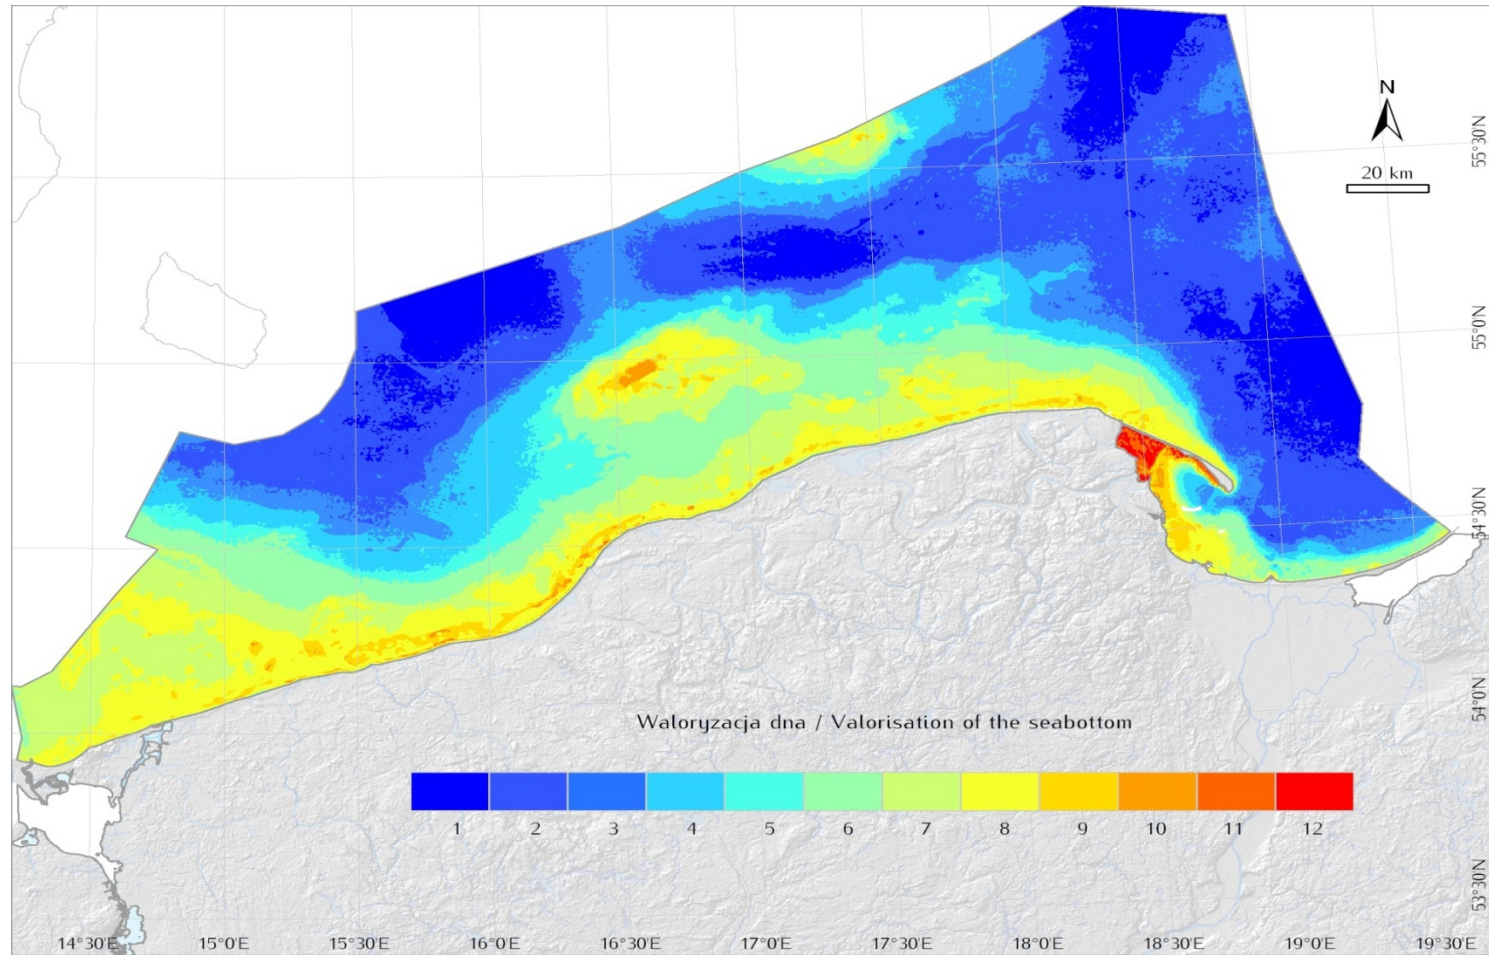 N
20 km
55°30'N
55°0'N
54°30'N
54°0'N
53°30'N
Waloryzacja dna / Valorisation of the seabottom
1 2 3 4 5 6 7 8 9 10 11 12
14°30'E 15°0'E 15°30'E 16°0'E 16°30'E 17°0'E 17°30'E 18°0'E 18°30'E 19°0'E 19°30'E